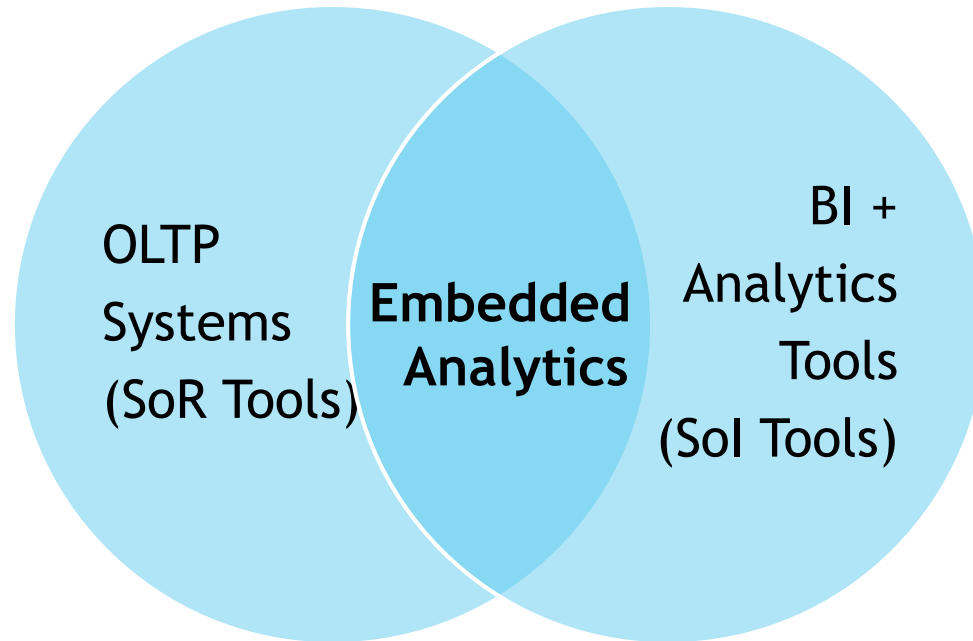 OLTP
Systems
(SoR Tools)
Embedded
Analytics
BI +
Analytics
Tools
(SoI Tools)